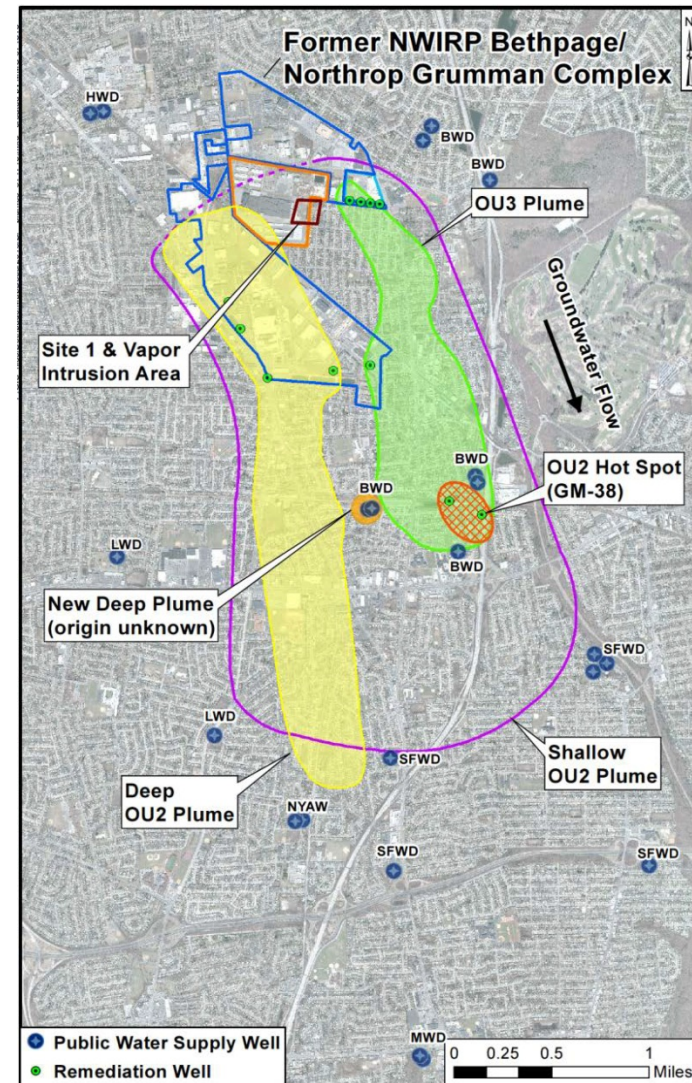 N
Former NWIRP Bethpage/
Northrop Grumman Complex
HWD
BWD
BWD
OU3 Plume
Groundwater Flow
Site 1 & Vapor
Intrusion Area
BWD
OU2 Hot Spot
(GM-38)
BWD
LWD
BWD
New Deep Plume
(origin unknown)
SFWD
LWD
Shallow
OU2 Plume
SFWD
Deep
OU2 Plume
NYAW
SFWD
SFWD
MWD
Public Water Supply Well
Remediation Well
0 0.25 0.5 1
Miles